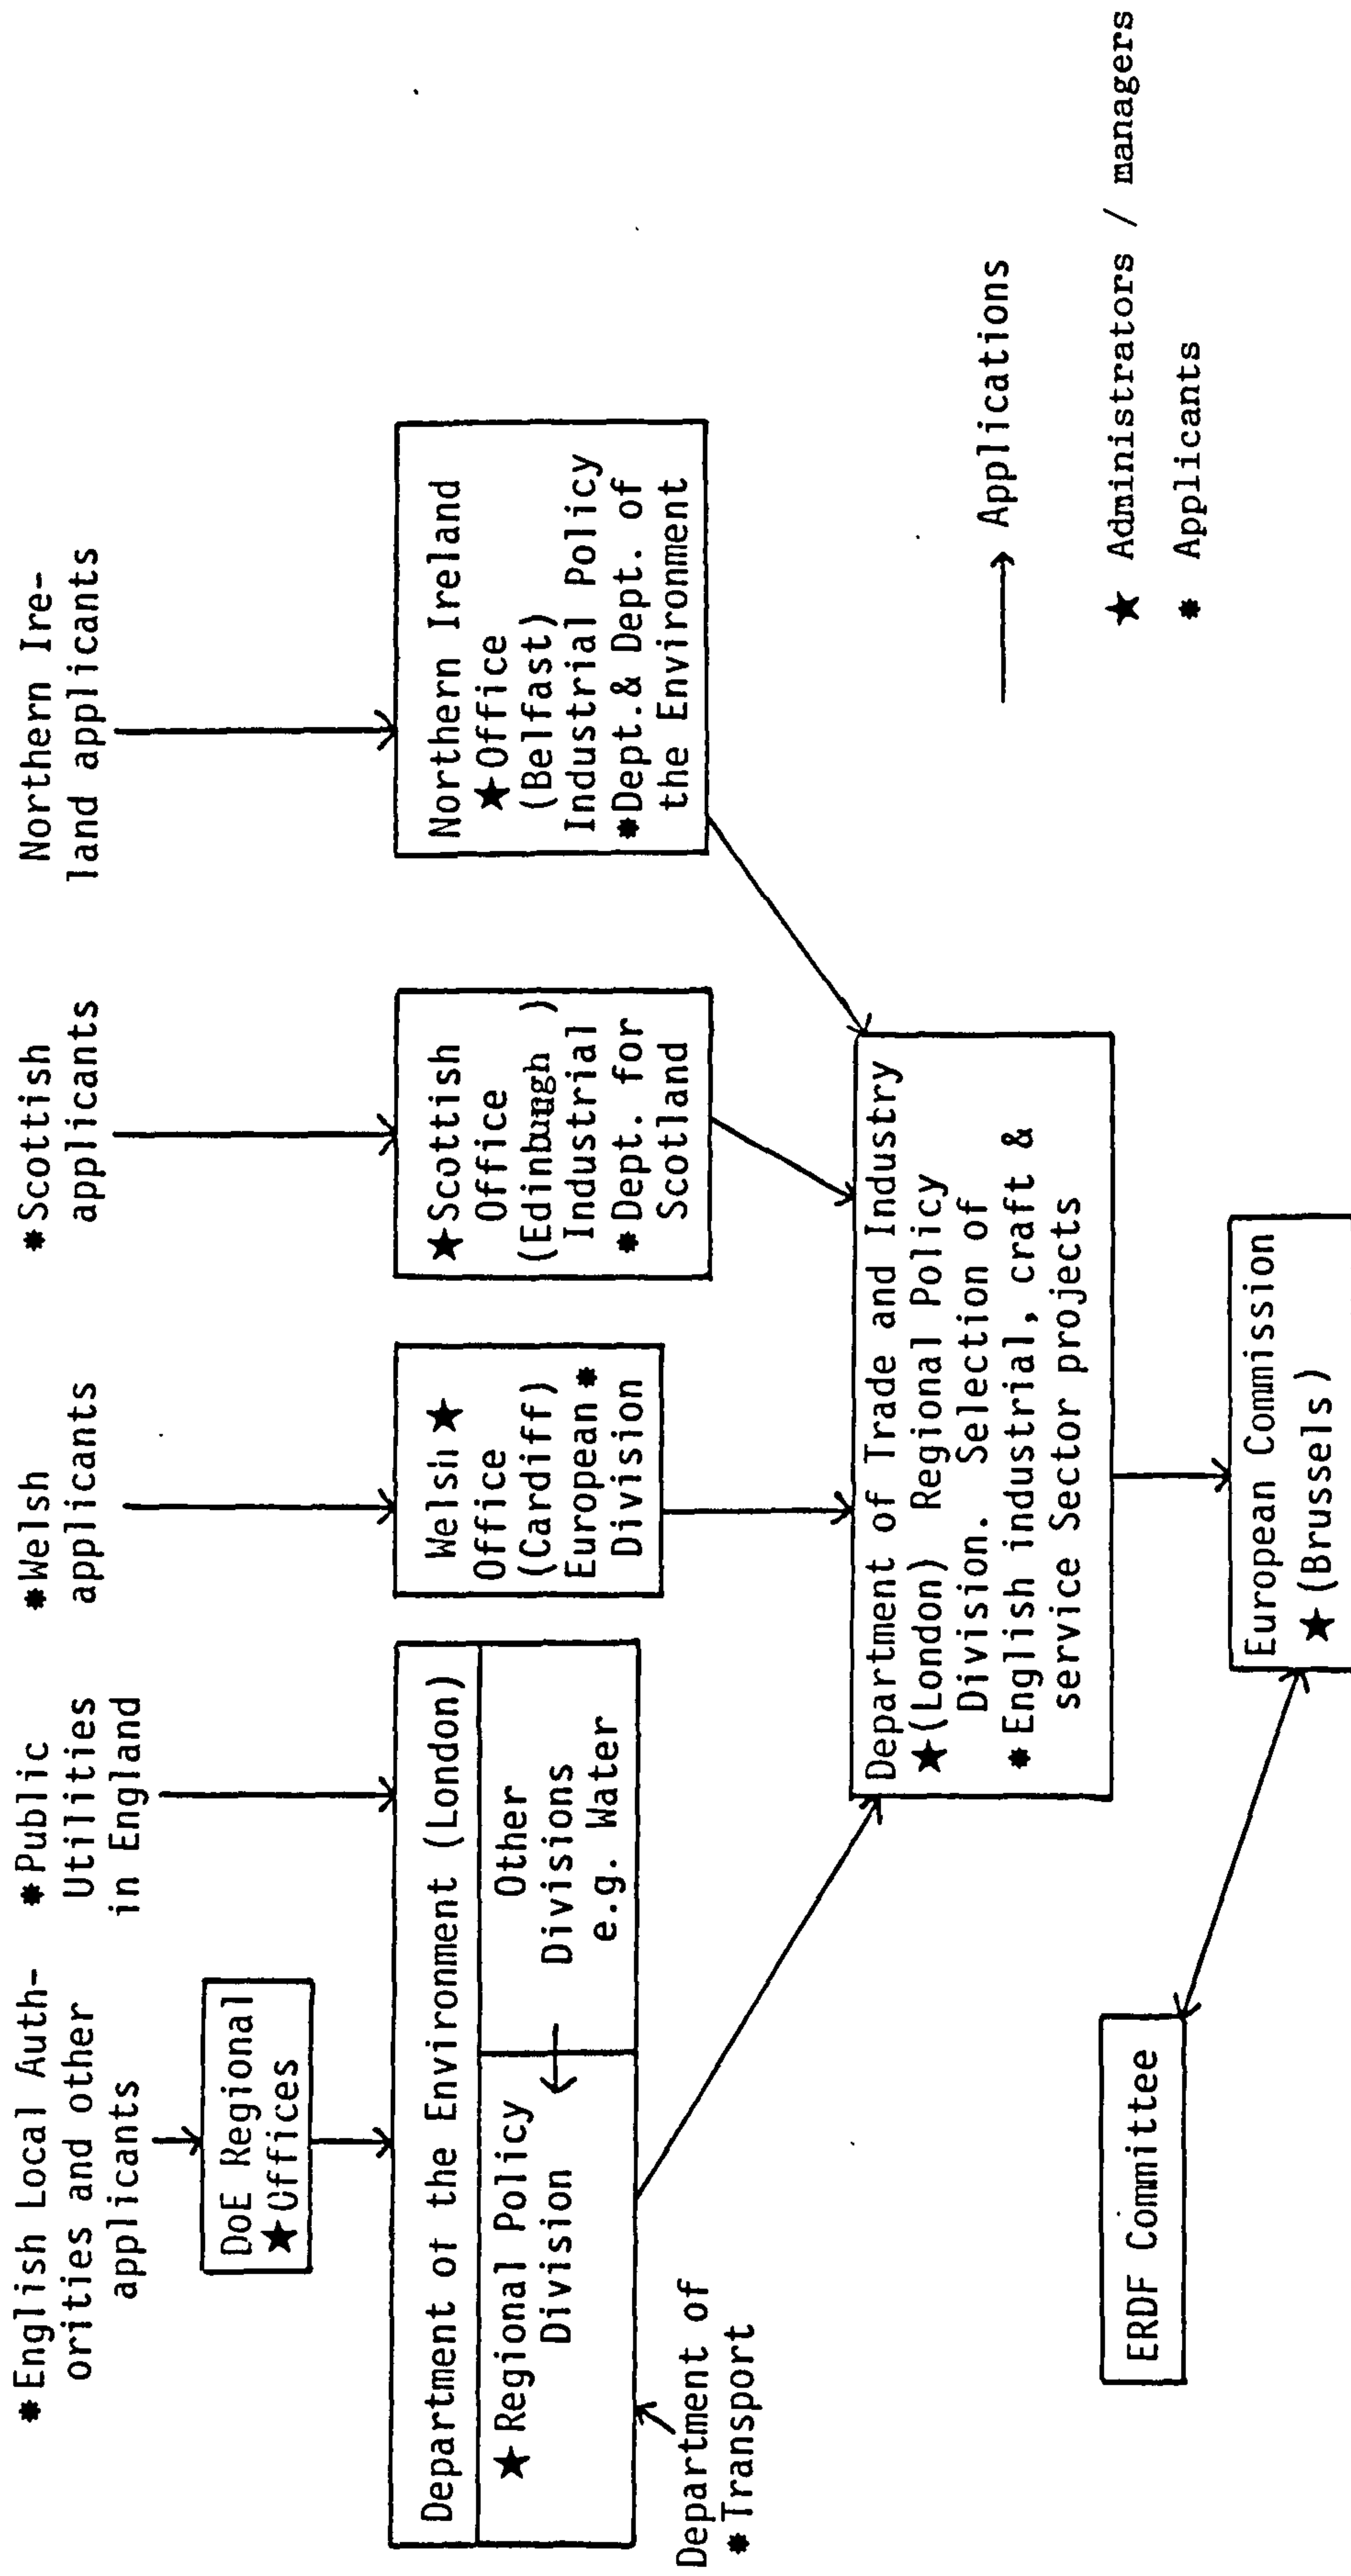 *English Local Auth-
orities and other
applicants
*Public
Utilities
in England
*Welsh
applicants
*Scottish
applicants
Northern Ire-
land applicants
DoE Regional
★Offices
Department of the Environment (London)
★Regional Policy
Division
Other
Divisions
e.g. Water
Department of
*Transport
Welsh★
Office
(Cardiff)
European*
Division
★Scottish
Office
(Edinbugh)
Industrial
*Dept. for
Scotland
Northern Ireland
★Office
(Belfast)
Industrial Policy
*Dept.& Dept. of
the Environment
Department of Trade and Industry
★(London) Regional Policy
Division. Selection of
*English industrial, craft &
service Sector projects
ERDF Committee
European Commission
★(Brussels)
→ Applications
★ Administrators / managers
* Applicants